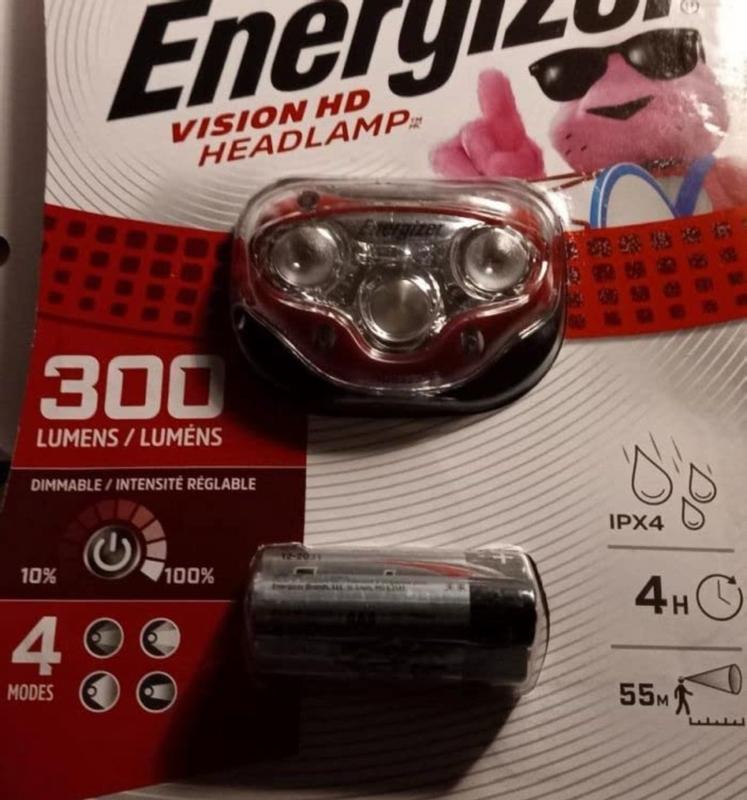 Energizer
VISION HD
HEADLAMP
Energizer
300
LUMENS / LUMÉNS
DIMMABLE / INTENSITÉ RÉGLABLE
10%
100%
4
MODES
IPX4
4H
55M